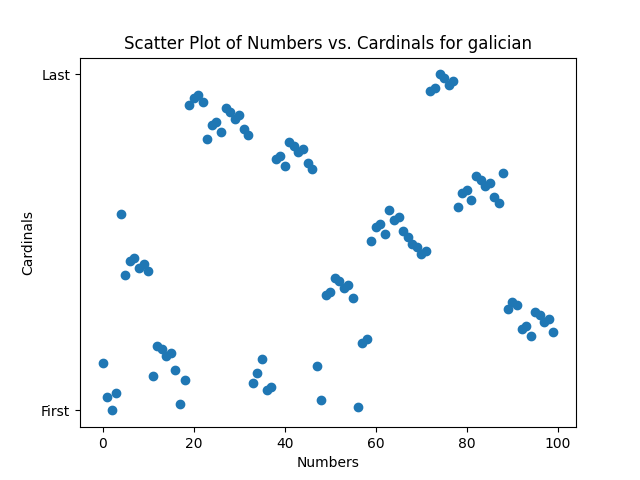 Scatter Plot of Numbers vs. Cardinals for galician
Last
Cardinals
First
0 20 40 60 80 100
Numbers